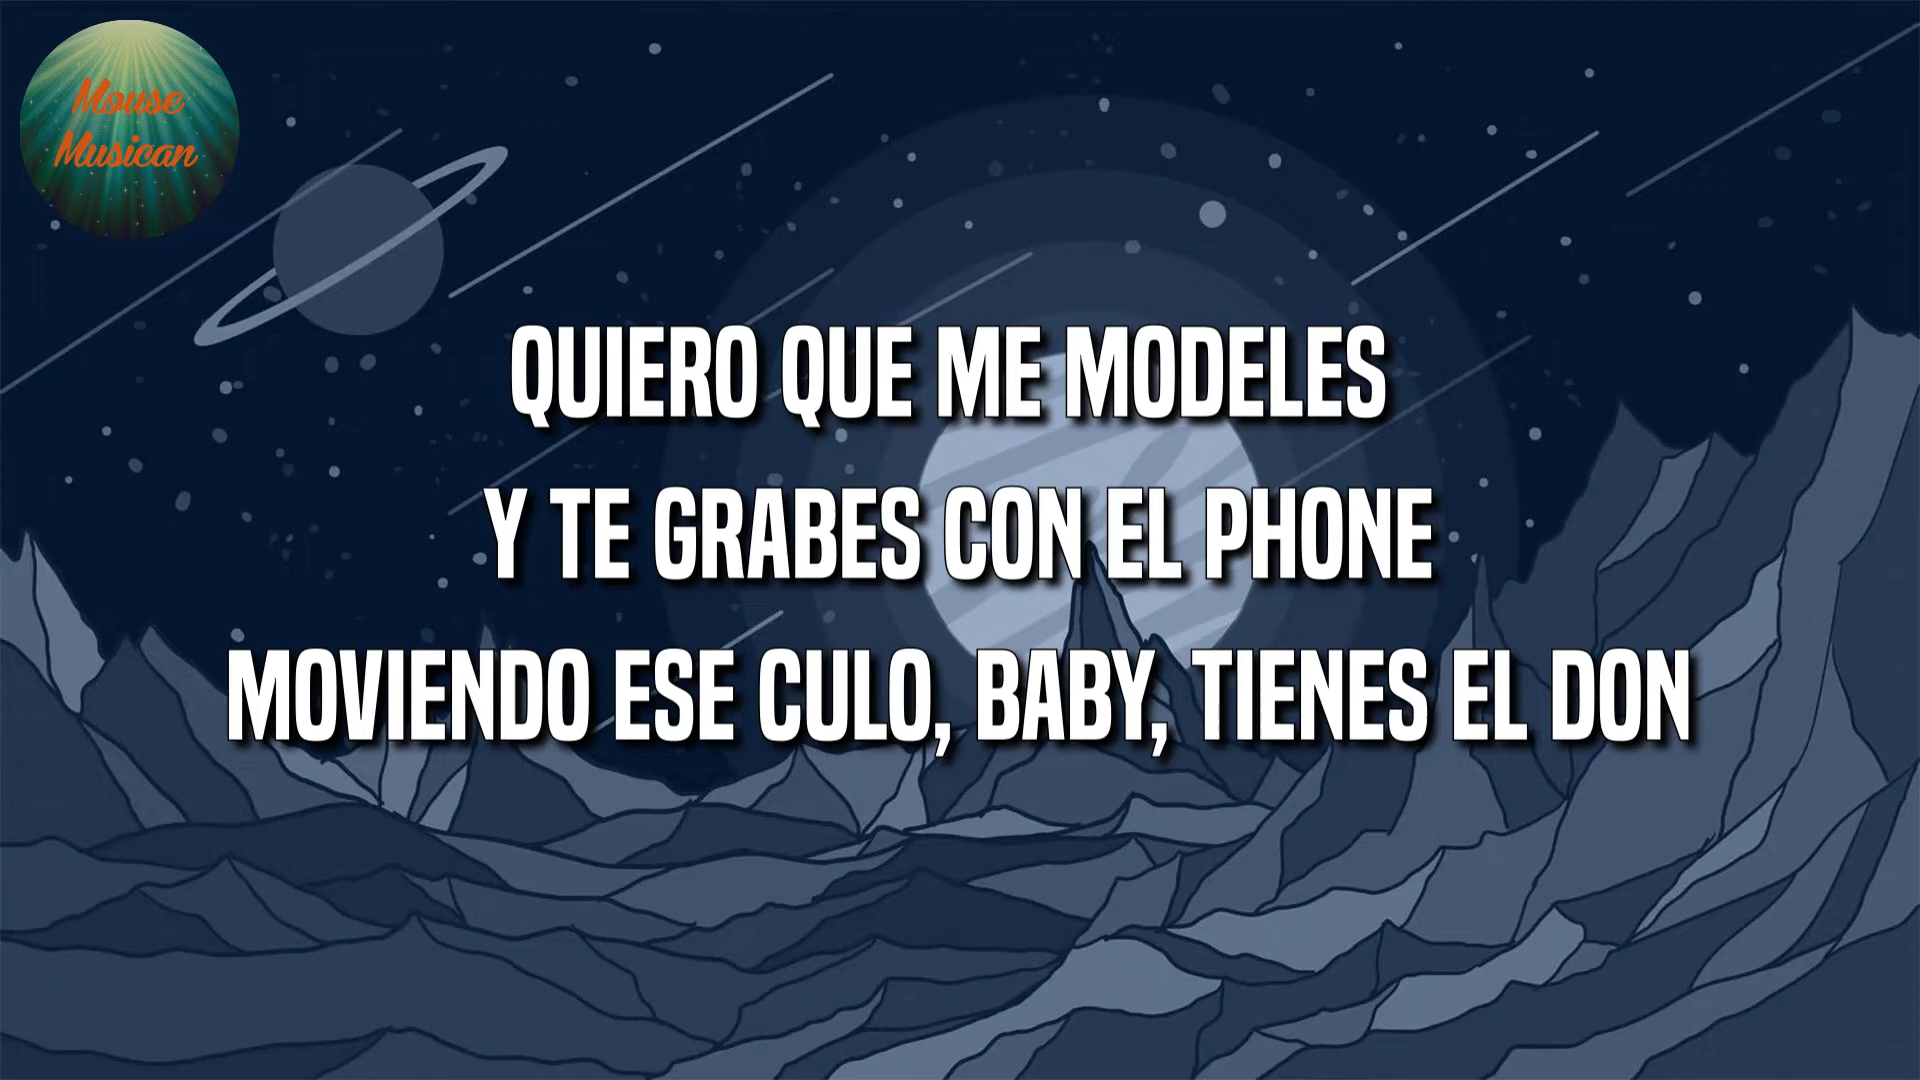 Mouse
Musican
QUIERO QUE ME MODELES
Y TE GRABES CON EL PHONE
MOVIENDO ESE CULO, BABY, TIENES EL DON